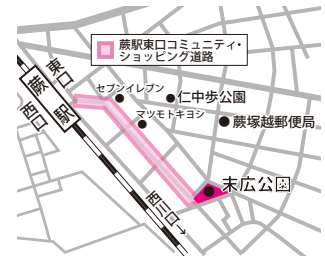 蕨駅東口コミュニティ・
ショッピング道路
東口
蕨駅
西口
セブンイレブン
仁中歩公園
マツモトキヨシ
蕨塚越郵便局
末広公園
西川口→